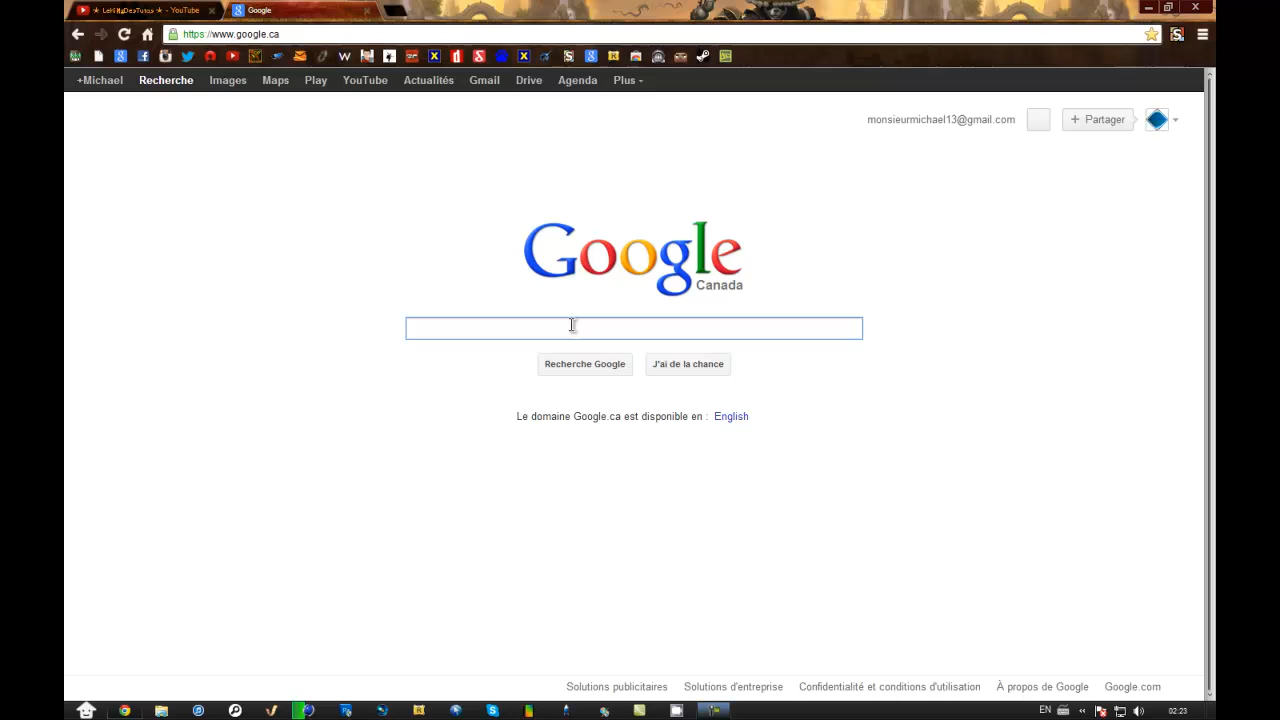 ★ LeKiNgDesTutos ★ - YouTube
Google
https://www.google.ca
+Michael Recherche Images Maps Play YouTube Actualités Gmail Drive Agenda Plus
monsieurmichael13@gmail.com + Partager
Google
Canada
Recherche Google J'ai de la chance
Le domaine Google.ca est disponible en : English
Solutions publicitaires Solutions d'entreprise Confidentialité et conditions d'utilisation À propos de Google Google.com
EN 02:23